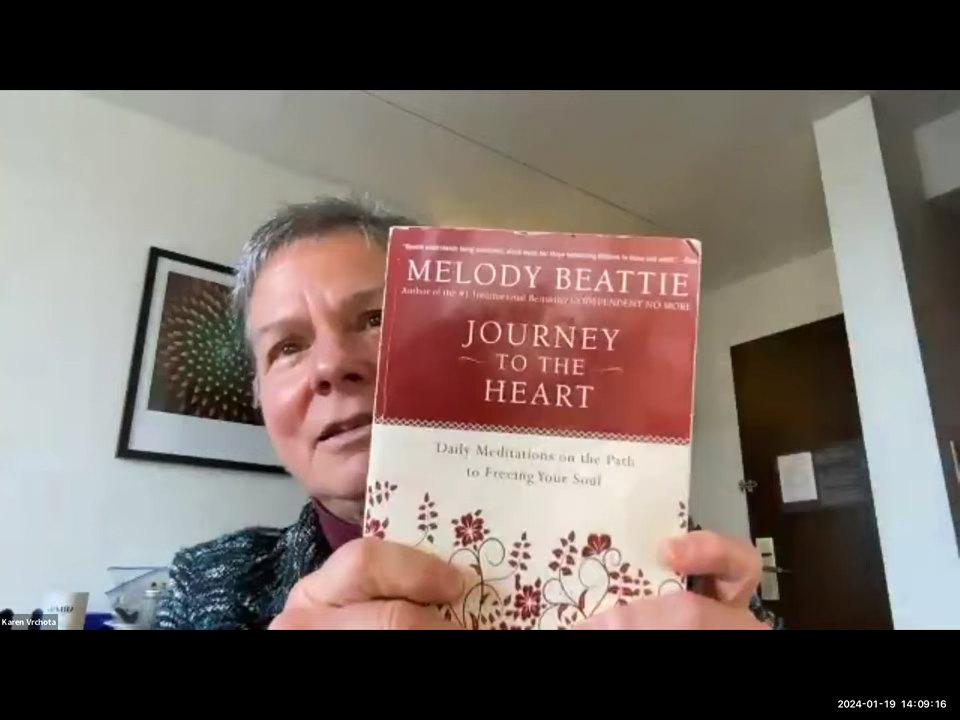 MELODY BEATTIE
Author of the #1 International Bestseller CODEPENDENT NO MORE
JOURNEY
TO THE
HEART
Daily Meditations on the Path
to Freeing Your Soul
Karen Vrchota
2024-01-19 14:09:16